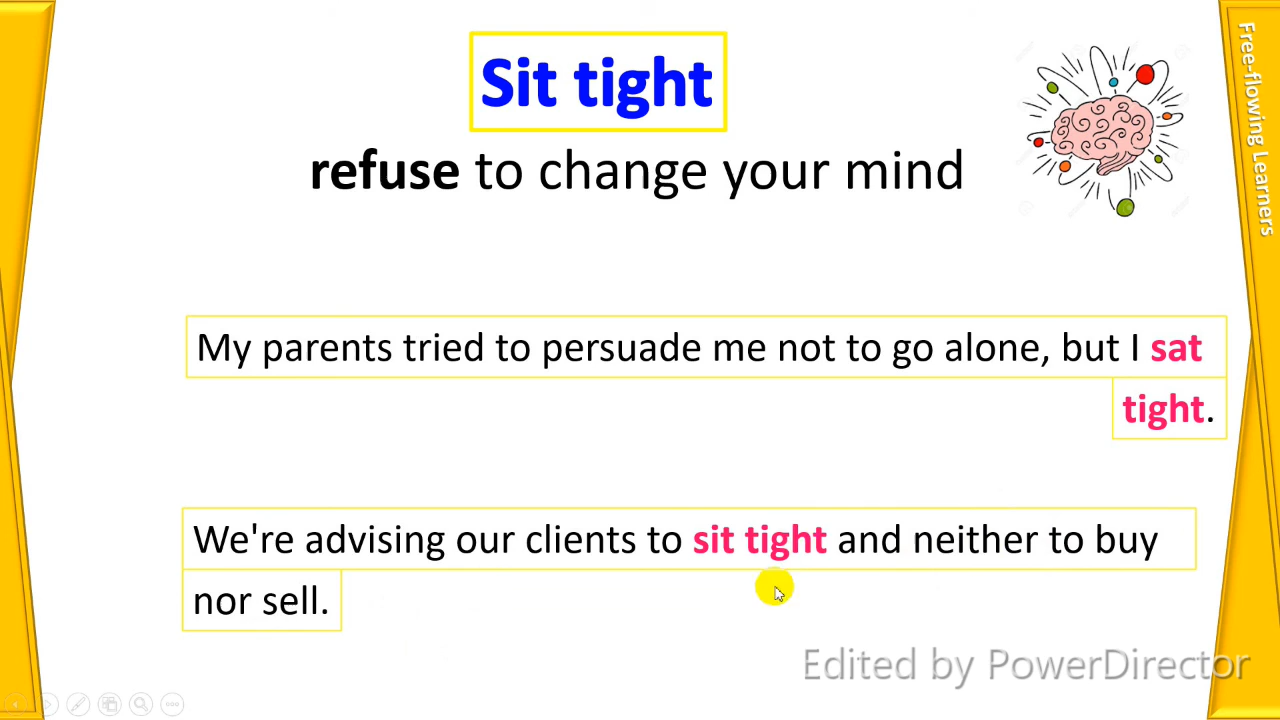 Sit tight
refuse to change your mind
My parents tried to persuade me not to go alone, but I sat
tight.
We're advising our clients to sit tight and neither to buy
nor sell.
Free-flowing Learners
Edited by PowerDirector